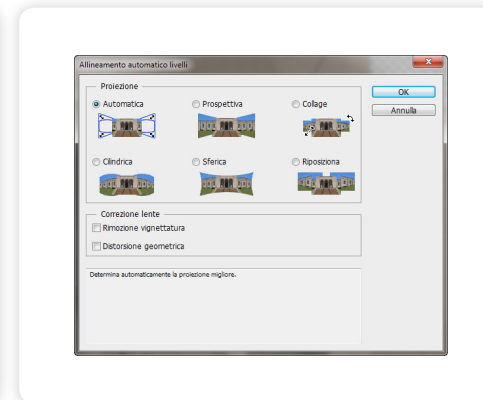 Allineamento automatico livelli
Proiezione
Automatica
Prospettiva
Collage
Cilindrica
Sferica
Riposiziona
Correzione lente
Rimozione vignettatura
Distorsione geometrica
Determina automaticamente la proiezione migliore.
OK
Annulla